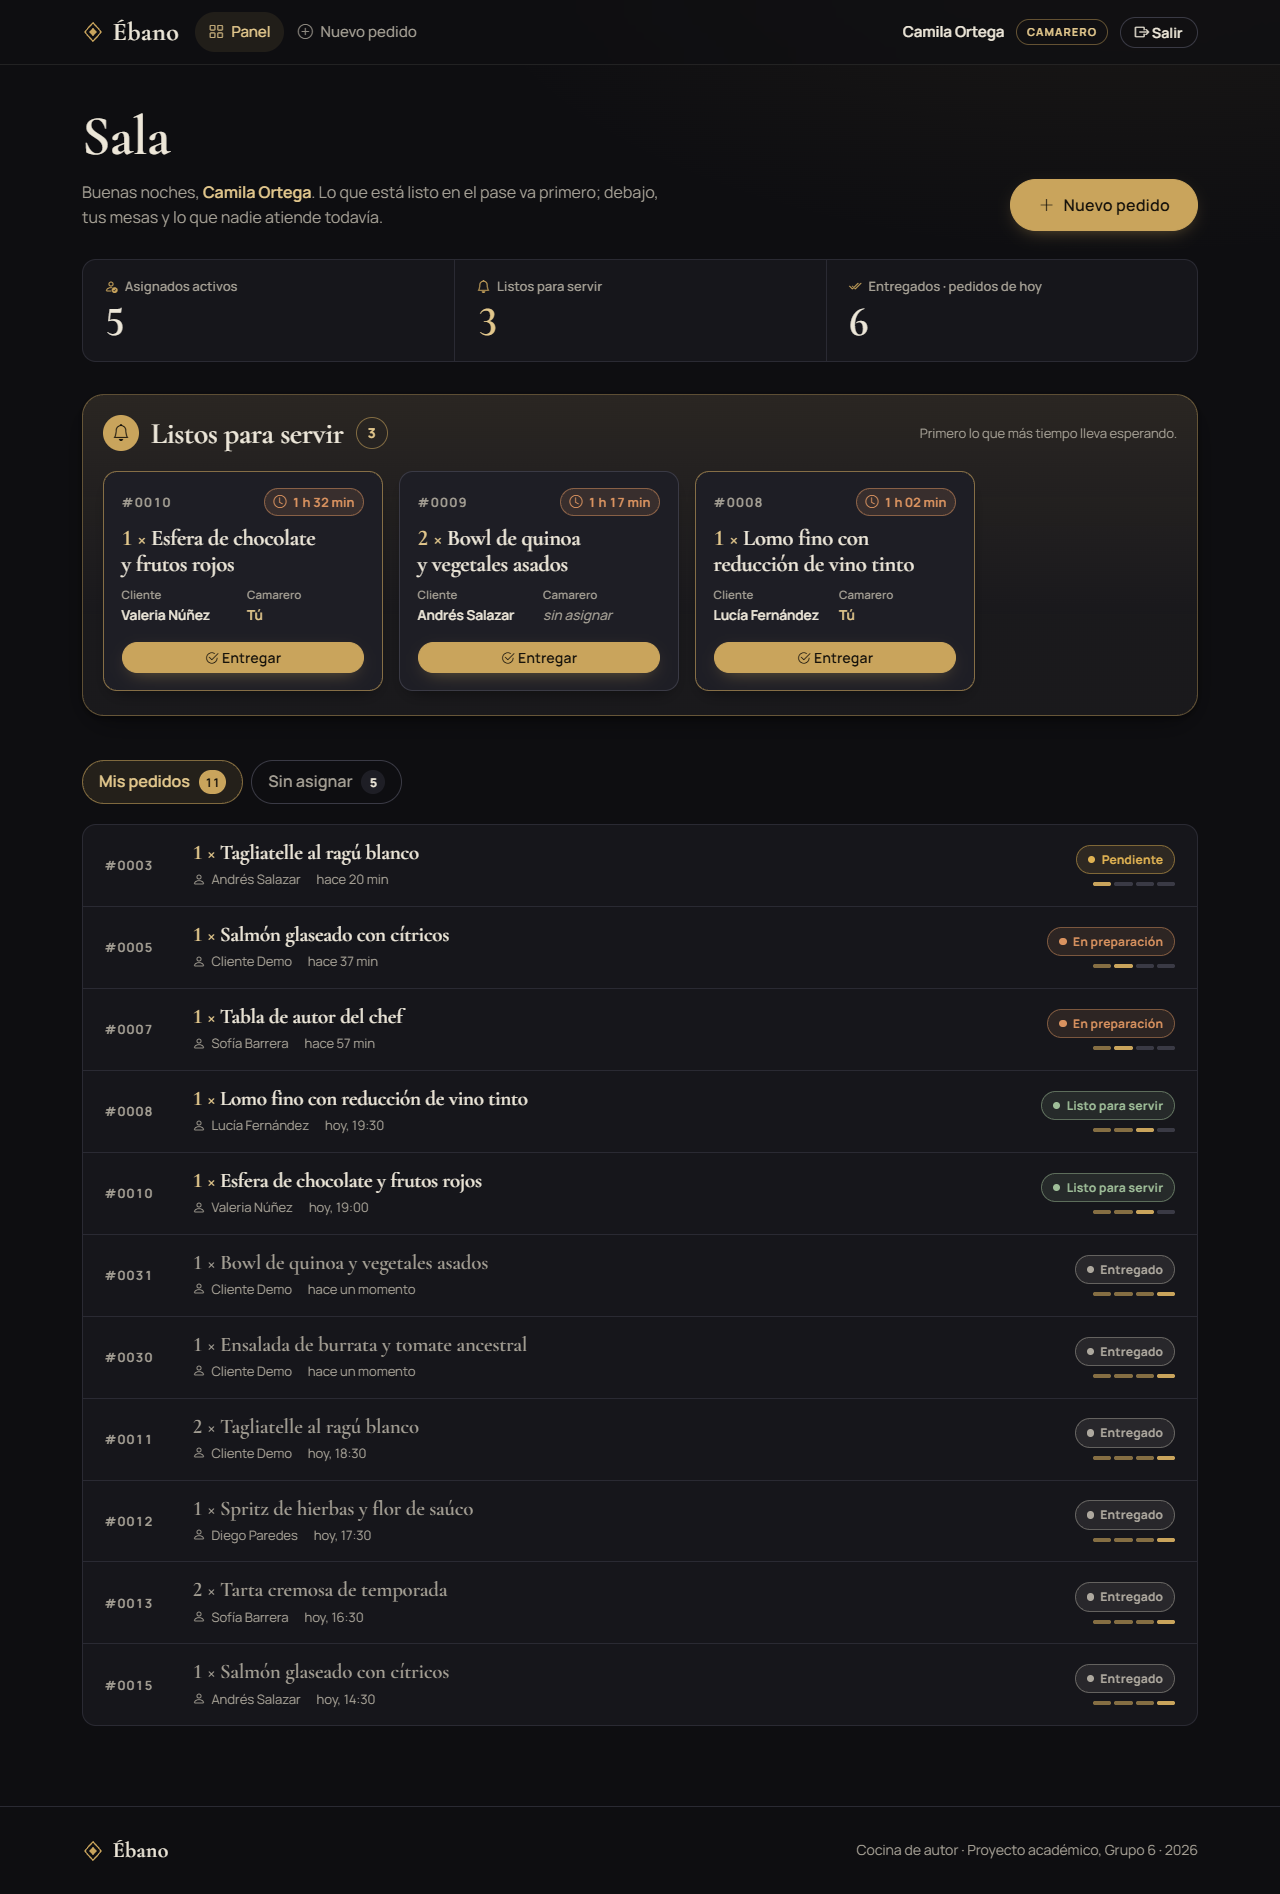 Ébano
Panel
Nuevo pedido
Camila Ortega
CAMARERO
Salir
Sala
Buenas noches, Camila Ortega. Lo que está listo en el pase va primero; debajo,
tus mesas y lo que nadie atiende todavía.
Nuevo pedido
Asignados activos
5
Listos para servir
3
Entregados · pedidos de hoy
6
Listos para servir
3
Primero lo que más tiempo lleva esperando.
#0010
1 h 32 min
1 × Esfera de chocolate
y frutos rojos
Cliente
Camarero
Valeria Núñez
Tú
Entregar
#0009
1 h 17 min
2 × Bowl de quinoa
y vegetales asados
Cliente
Camarero
Andrés Salazar
sin asignar
Entregar
#0008
1 h 02 min
1 × Lomo fino con
reducción de vino tinto
Cliente
Camarero
Lucía Fernández
Tú
Entregar
Mis pedidos 11
Sin asignar 5
#0003
1 × Tagliatelle al ragú blanco
Andrés Salazar hace 20 min
Pendiente
#0005
1 × Salmón glaseado con cítricos
Cliente Demo hace 37 min
En preparación
#0007
1 × Tabla de autor del chef
Sofía Barrera hace 57 min
En preparación
#0008
1 × Lomo fino con reducción de vino tinto
Lucía Fernández hoy, 19:30
Listo para servir
#0010
1 × Esfera de chocolate y frutos rojos
Valeria Núñez hoy, 19:00
Listo para servir
#0031
1 × Bowl de quinoa y vegetales asados
Cliente Demo hace un momento
Entregado
#0030
1 × Ensalada de burrata y tomate ancestral
Cliente Demo hace un momento
Entregado
#0011
2 × Tagliatelle al ragú blanco
Cliente Demo hoy, 18:30
Entregado
#0012
1 × Spritz de hierbas y flor de saúco
Diego Paredes hoy, 17:30
Entregado
#0013
2 × Tarta cremosa de temporada
Sofía Barrera hoy, 16:30
Entregado
#0015
1 × Salmón glaseado con cítricos
Andrés Salazar hoy, 14:30
Entregado
Ébano
Cocina de autor · Proyecto académico, Grupo 6 · 2026